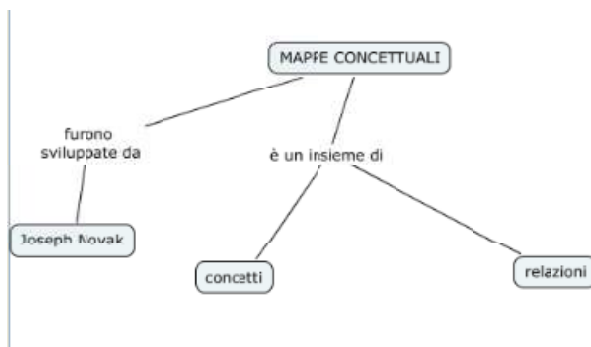 MAPPE CONCETTUALI
furono
sviluppate da
è un insieme di
Joseph Novak
concetti
relazioni